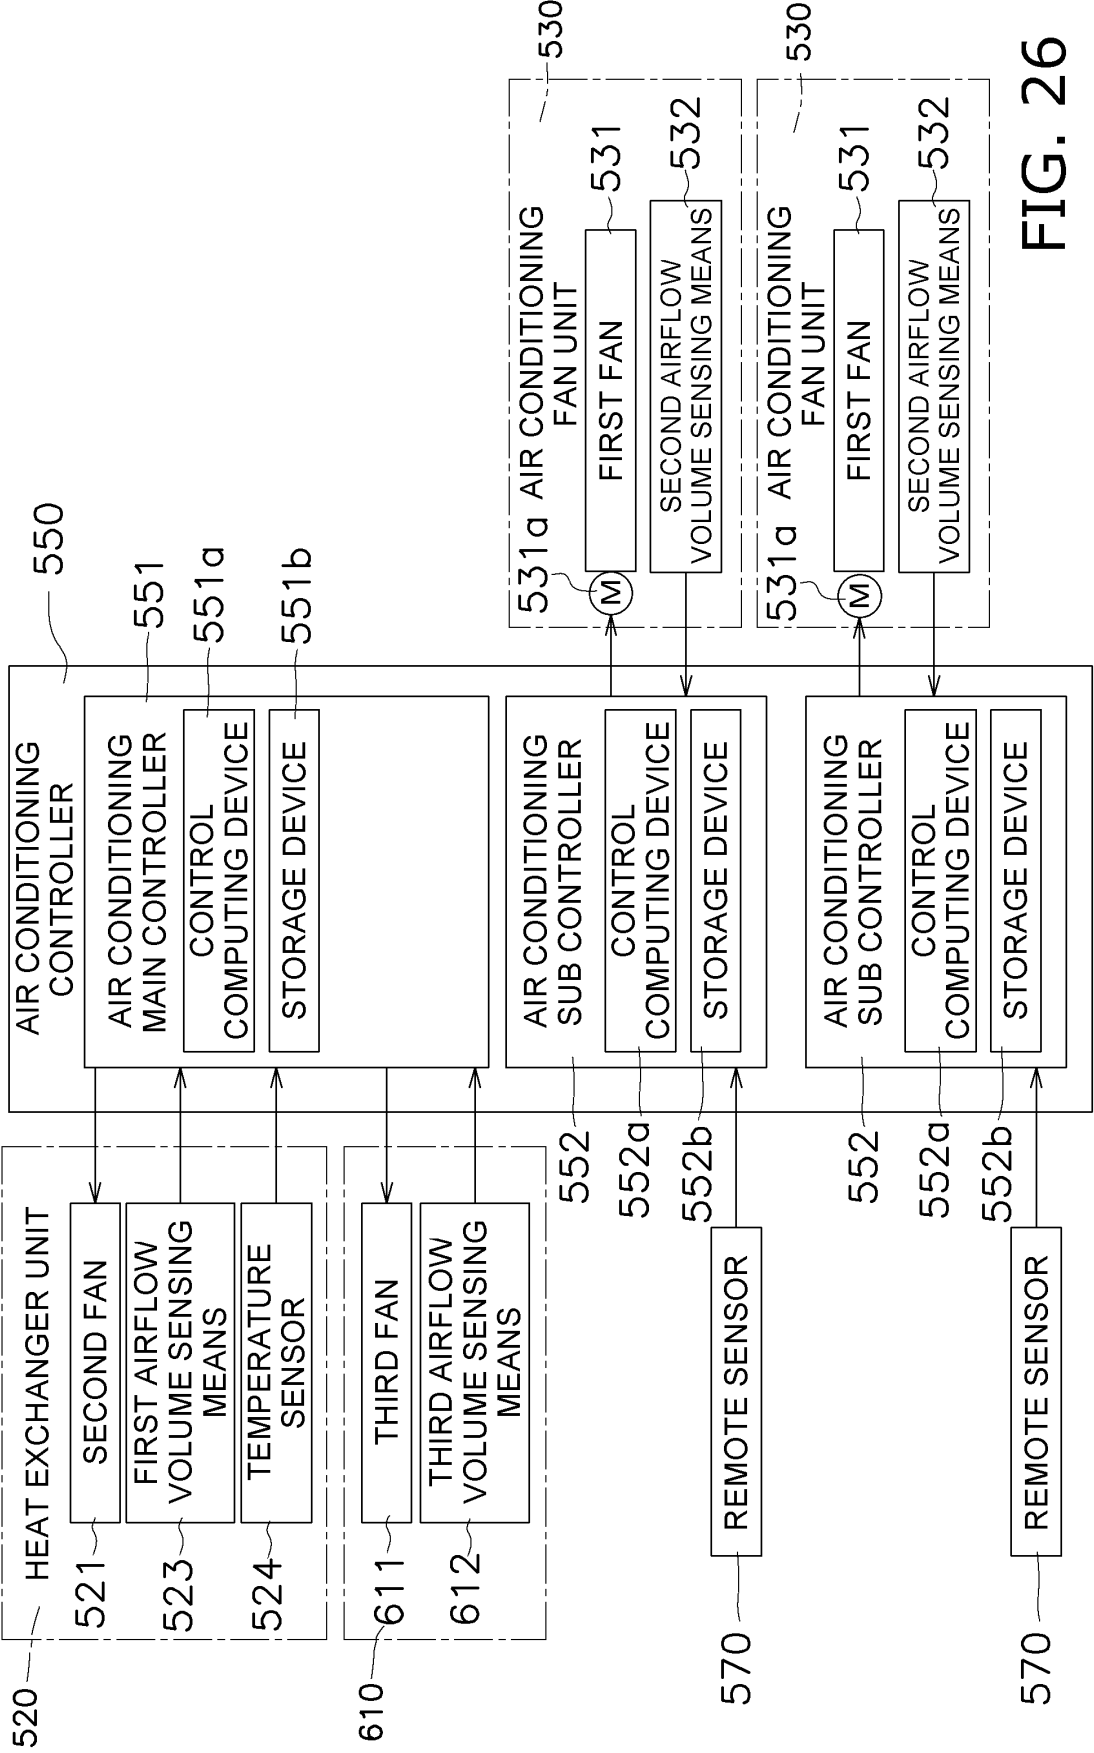 520
HEAT EXCHANGER UNIT
521
SECOND FAN
523
FIRST AIRFLOW
VOLUME SENSING
MEANS
524
TEMPERATURE
SENSOR
610
611
THIRD FAN
612
THIRD AIRFLOW
VOLUME SENSING
MEANS
570
REMOTE SENSOR
570
REMOTE SENSOR
AIR CONDITIONING
CONTROLLER
550
AIR CONDITIONING
MAIN CONTROLLER
551
CONTROL
COMPUTING DEVICE
551a
STORAGE DEVICE
551b
552
AIR CONDITIONING
SUB CONTROLLER
552a
CONTROL
COMPUTING DEVICE
552b
STORAGE DEVICE
552
AIR CONDITIONING
SUB CONTROLLER
552a
CONTROL
COMPUTING DEVICE
552b
STORAGE DEVICE
530
AIR CONDITIONING
FAN UNIT
531a
M
FIRST FAN
531
SECOND AIRFLOW
VOLUME SENSING MEANS
532
530
AIR CONDITIONING
FAN UNIT
531a
M
FIRST FAN
531
SECOND AIRFLOW
VOLUME SENSING MEANS
532
FIG. 26